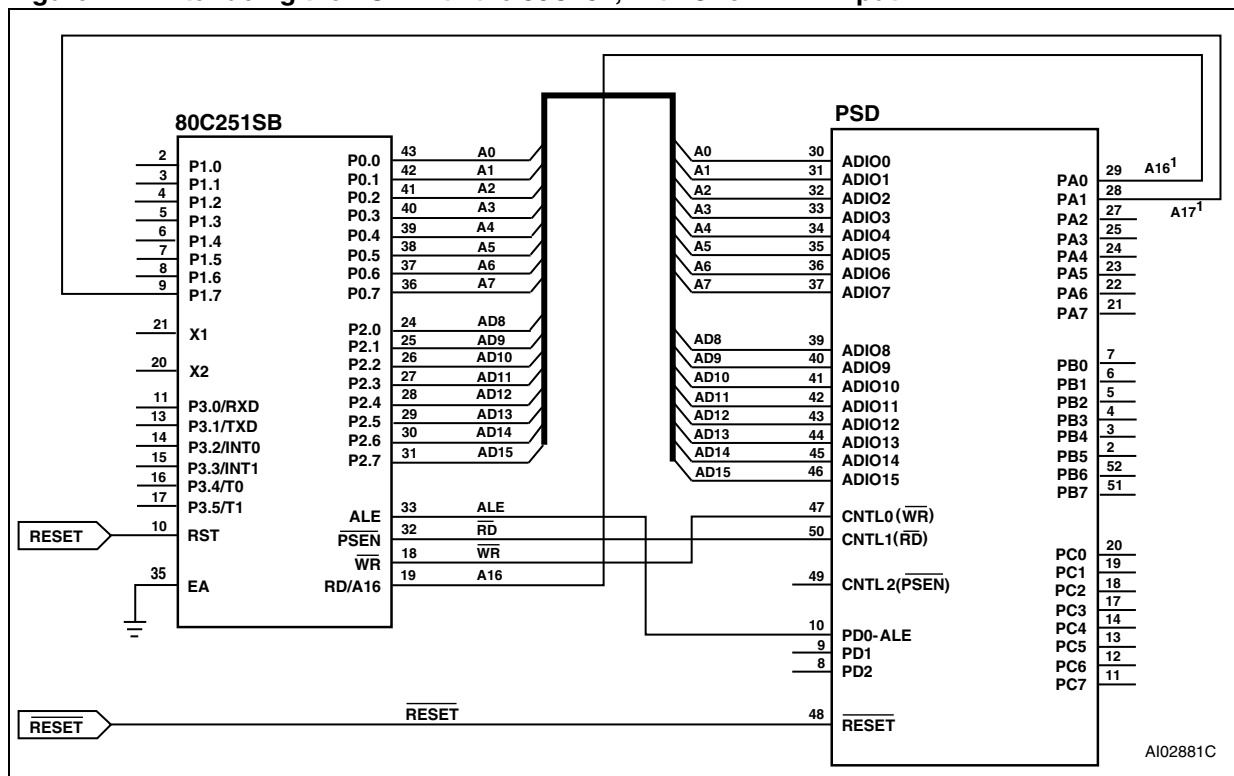 80C251SB
2 P1.0
3 P1.1
4 P1.2
5 P1.3
6 P1.4
7 P1.5
8 P1.6
9 P1.7
21 X1
20 X2
11 P3.0/RXD
13 P3.1/TXD
14 P3.2/INT0
15 P3.3/INT1
16 P3.4/T0
17 P3.5/T1
RESET 10 RST
35 EA
P0.0 43 A0
P0.1 42 A1
P0.2 41 A2
P0.3 40 A3
P0.4 39 A4
P0.5 38 A5
P0.6 37 A6
P0.7 36 A7
P2.0 24 AD8
P2.1 25 AD9
P2.2 26 AD10
P2.3 27 AD11
P2.4 28 AD12
P2.5 29 AD13
P2.6 30 AD14
P2.7 31 AD15
ALE 33 ALE
PSEN 32 RD
WR 18 WR
RD/A16 19 A16
PSD
A0 30 ADIO0
A1 31 ADIO1
A2 32 ADIO2
A3 33 ADIO3
A4 34 ADIO4
A5 35 ADIO5
A6 36 ADIO6
A7 37 ADIO7
AD8 39 ADIO8
AD9 40 ADIO9
AD10 41 ADIO10
AD11 42 ADIO11
AD12 43 ADIO12
AD13 44 ADIO13
AD14 45 ADIO14
AD15 46 ADIO15
47 CNTL0(WR)
50 CNTL1(RD)
49 CNTL2(PSEN)
10 PD0-ALE
9 PD1
8 PD2
RESET RESET 48 RESET
PA0 29 A16¹
PA1 28 A17¹
PA2 27
PA3 25
PA4 24
PA5 23
PA6 22
PA7 21
PB0 7
PB1 6
PB2 5
PB3 4
PB4 3
PB5 2
PB6 52
PB7 51
PC0 20
PC1 19
PC2 18
PC3 17
PC4 14
PC5 13
PC6 12
PC7 11
AI02881C